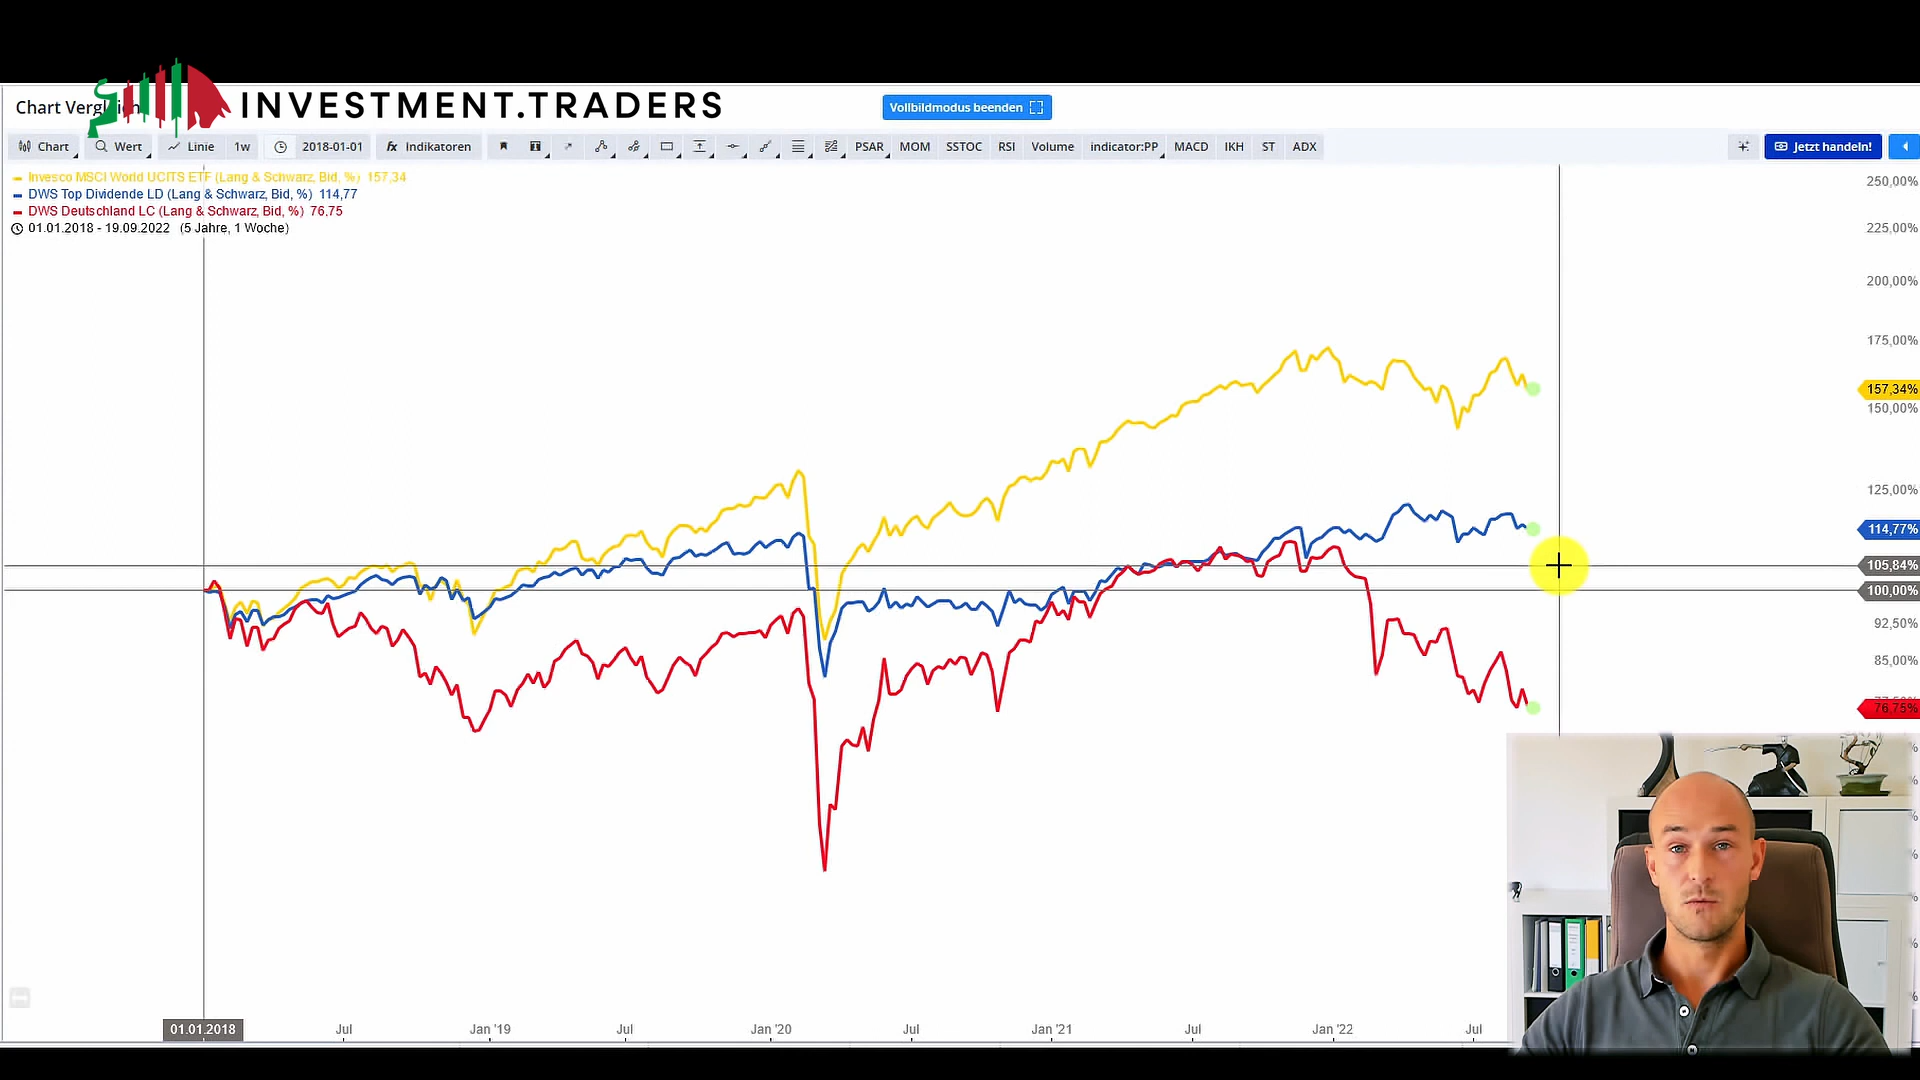 Chart Vergleich
INVESTMENT.TRADERS
Vollbildmodus beenden
Chart Wert Linie 1w 2018-01-01 fx Indikatoren PSAR MOM SSTOC RSI Volume indicator:PP MACD IKH ST ADX Jetzt handeln!
Invesco MSCI World UCITS ETF (Lang & Schwarz, Bid, %) 157,34
DWS Top Dividende LD (Lang & Schwarz, Bid, %) 114,77
DWS Deutschland LC (Lang & Schwarz, Bid, %) 76,75
01.01.2018 - 19.09.2022 (5 Jahre, 1 Woche)
250,00%
225,00%
200,00%
175,00%
157,34%
150,00%
125,00%
114,77%
105,84%
100,00%
92,50%
85,00%
76,75%
01.01.2018 Jul Jan '19 Jul Jan '20 Jul Jan '21 Jul Jan '22 Jul